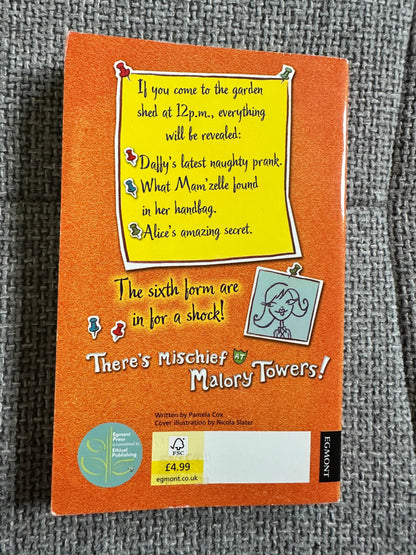 If you come to the garden
shed at 12p.m., everything
will be revealed:
Daffy's latest naughty prank.
What Mam'zelle found
in her handbag.
Alice's amazing secret.
The sixth form are
in for a shock!
There's Mischief AT
Malory Towers!
Written by Pamela Cox
Cover illustration by Nicola Slater
Egmont
Press
is committed to
Ethical
Publishing
FSC
£4.99
egmont.co.uk
EGMONT